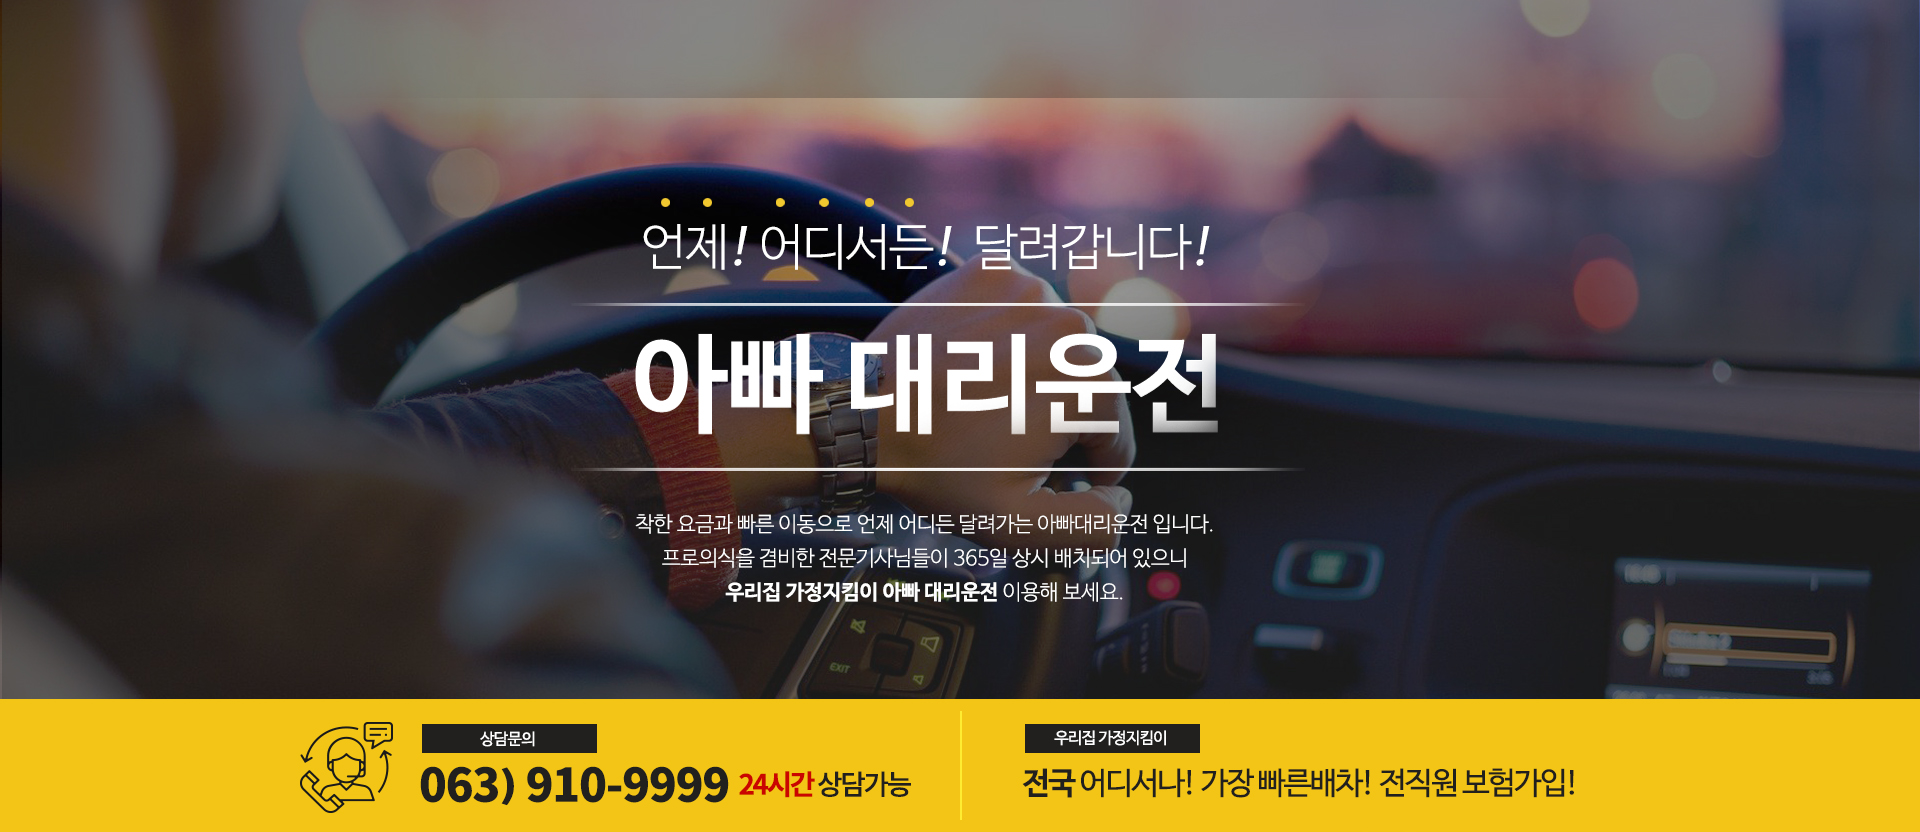 언제! 어디서든! 달려갑니다!
아빠 대리운전
착한 요금과 빠른 이동으로 언제 어디든 달려가는 아빠대리운전 입니다.
프로의식을 겸비한 전문기사님들이 365일 상시 배치되어 있으니
우리집 가정지킴이 아빠 대리운전 이용해 보세요.
EXIT
상담문의
063) 910-9999 24시간 상담가능
우리집 가정지킴이
전국 어디서나! 가장 빠른배차! 전직원 보험가입!